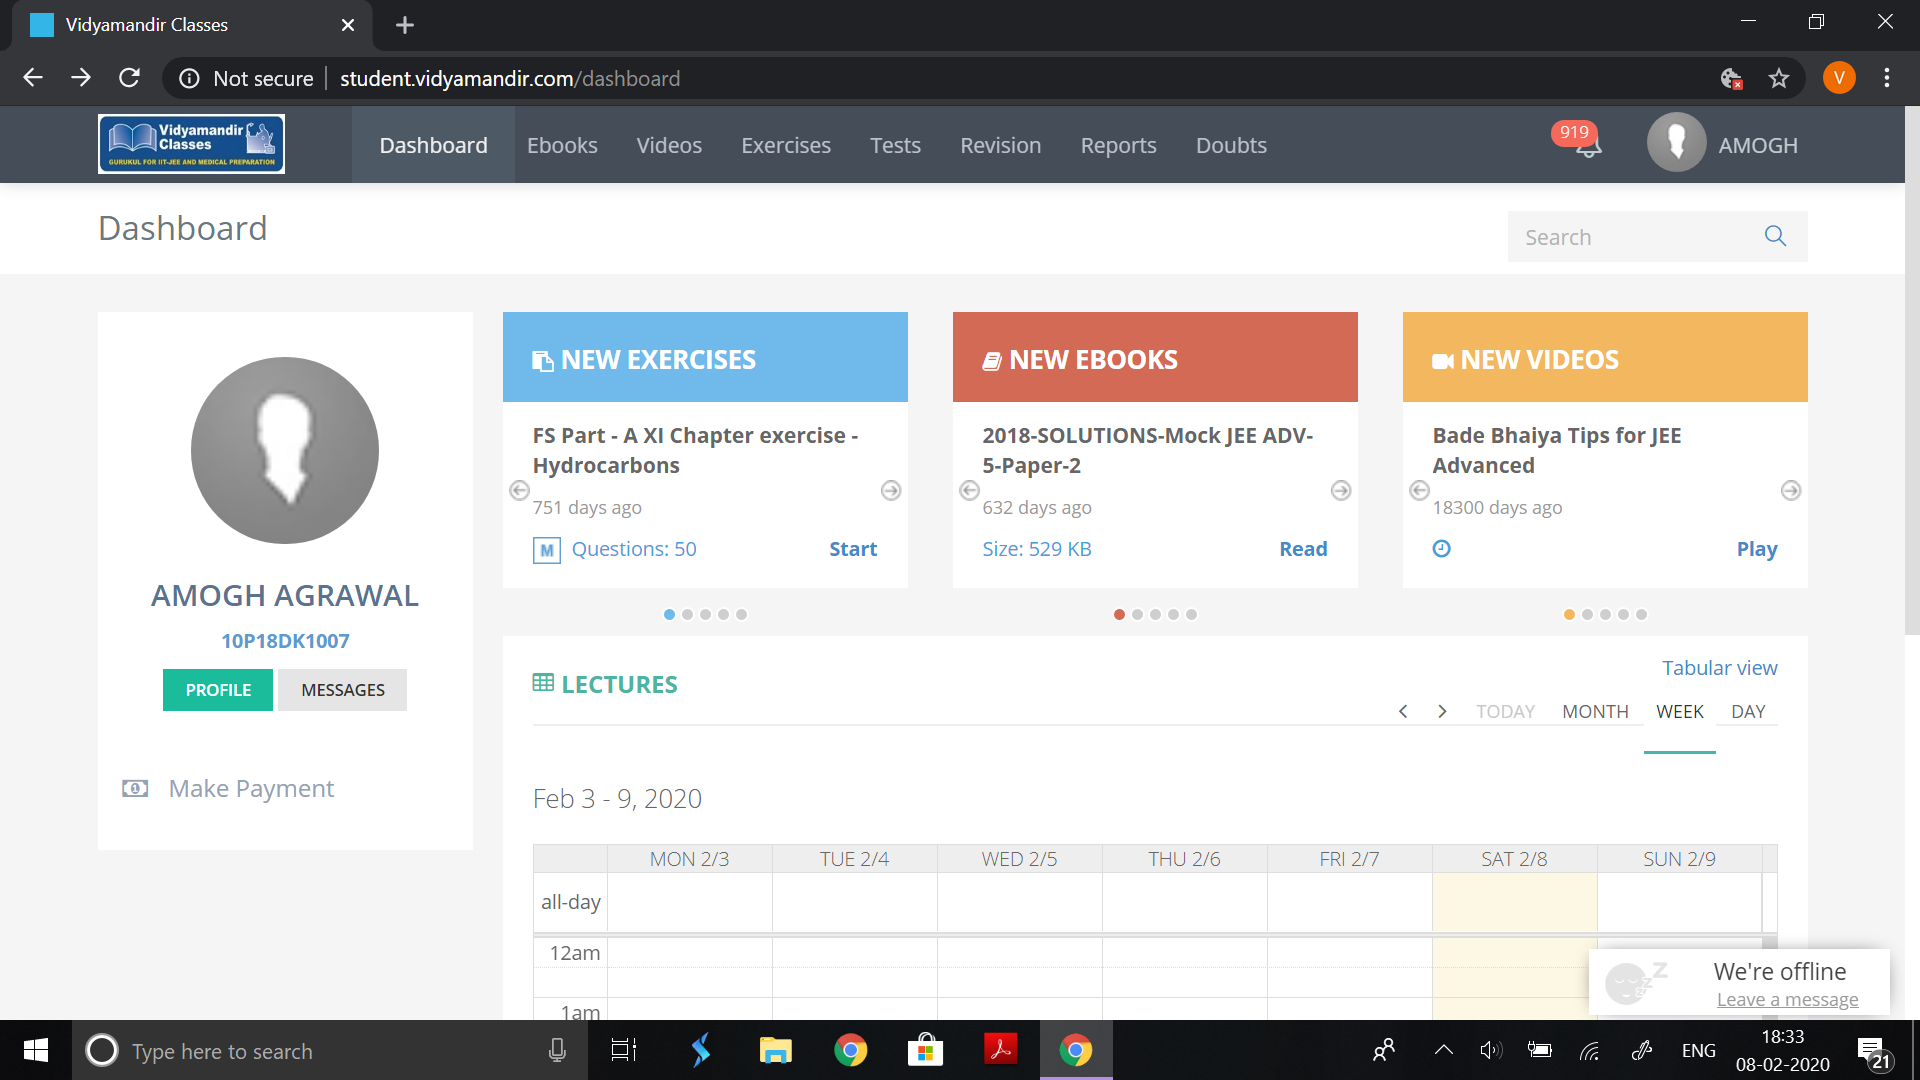 Vidyamandir Classes
Not secure
student.vidyamandir.com/dashboard
V
Vidyamandir
Classes
GURUKUL FOR IIT-JEE AND MEDICAL PREPARATION
Dashboard
Ebooks
Videos
Exercises
Tests
Revision
Reports
Doubts
919
AMOGH
Dashboard
Search
AMOGH AGRAWAL
10P18DK1007
PROFILE
MESSAGES
Make Payment
NEW EXERCISES
FS Part - A XI Chapter exercise -
Hydrocarbons
751 days ago
M
Questions: 50
Start
NEW EBOOKS
2018-SOLUTIONS-Mock JEE ADV-
5-Paper-2
632 days ago
Size: 529 KB
Read
NEW VIDEOS
Bade Bhaiya Tips for JEE
Advanced
18300 days ago
Play
LECTURES
Tabular view
TODAY
MONTH
WEEK
DAY
Feb 3 - 9, 2020
MON 2/3
TUE 2/4
WED 2/5
THU 2/6
FRI 2/7
SAT 2/8
SUN 2/9
all-day
12am
1am
We're offline
Leave a message
Type here to search
ENG
18:33
08-02-2020
21